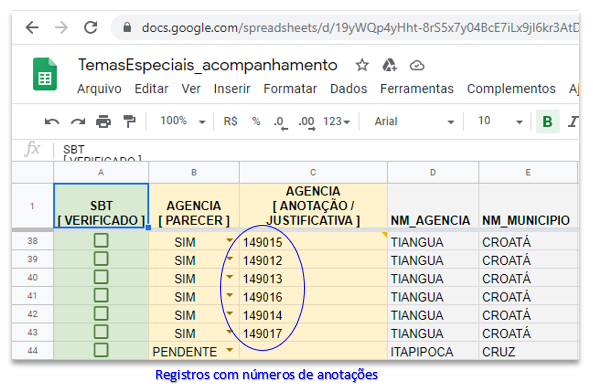 docs.google.com/spreadsheets/d/19yWQp4yHht-8rS5x7y04BcE7iLx9jI6kr3AtD
TemasEspeciais_acompanhamento
Arquivo Editar Ver Inserir Formatar Dados Ferramentas Complementos Aj
100% R$ % .0 .00 123 Arial 10 B I
fx SBT
[ VERIFICADO ]
A B C D E
1 SBT [ VERIFICADO ] AGENCIA [ PARECER ] AGENCIA [ ANOTAÇÃO / JUSTIFICATIVA ] NM_AGENCIA NM_MUNICIPIO
38 SIM 149015 TIANGUA CROATÁ
39 SIM 149012 TIANGUA CROATÁ
40 SIM 149013 TIANGUA CROATÁ
41 SIM 149016 TIANGUA CROATÁ
42 SIM 149014 TIANGUA CROATÁ
43 SIM 149017 TIANGUA CROATÁ
44 PENDENTE ITAPIPOCA CRUZ
Registros com números de anotações